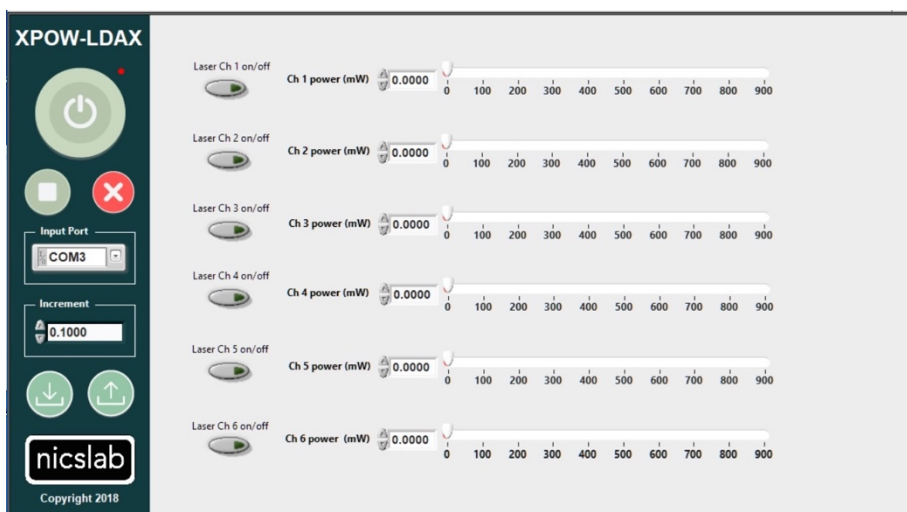 XPOW-LDAX
Input Port
COM3
Increment
0.1000
nicslab
Copyright 2018
Laser Ch 1 on/off
Ch 1 power (mW) 0.0000
0 100 200 300 400 500 600 700 800 900
Laser Ch 2 on/off
Ch 2 power (mW) 0.0000
0 100 200 300 400 500 600 700 800 900
Laser Ch 3 on/off
Ch 3 power (mW) 0.0000
0 100 200 300 400 500 600 700 800 900
Laser Ch 4 on/off
Ch 4 power (mW) 0.0000
0 100 200 300 400 500 600 700 800 900
Laser Ch 5 on/off
Ch 5 power (mW) 0.0000
0 100 200 300 400 500 600 700 800 900
Laser Ch 6 on/off
Ch 6 power (mW) 0.0000
0 100 200 300 400 500 600 700 800 900